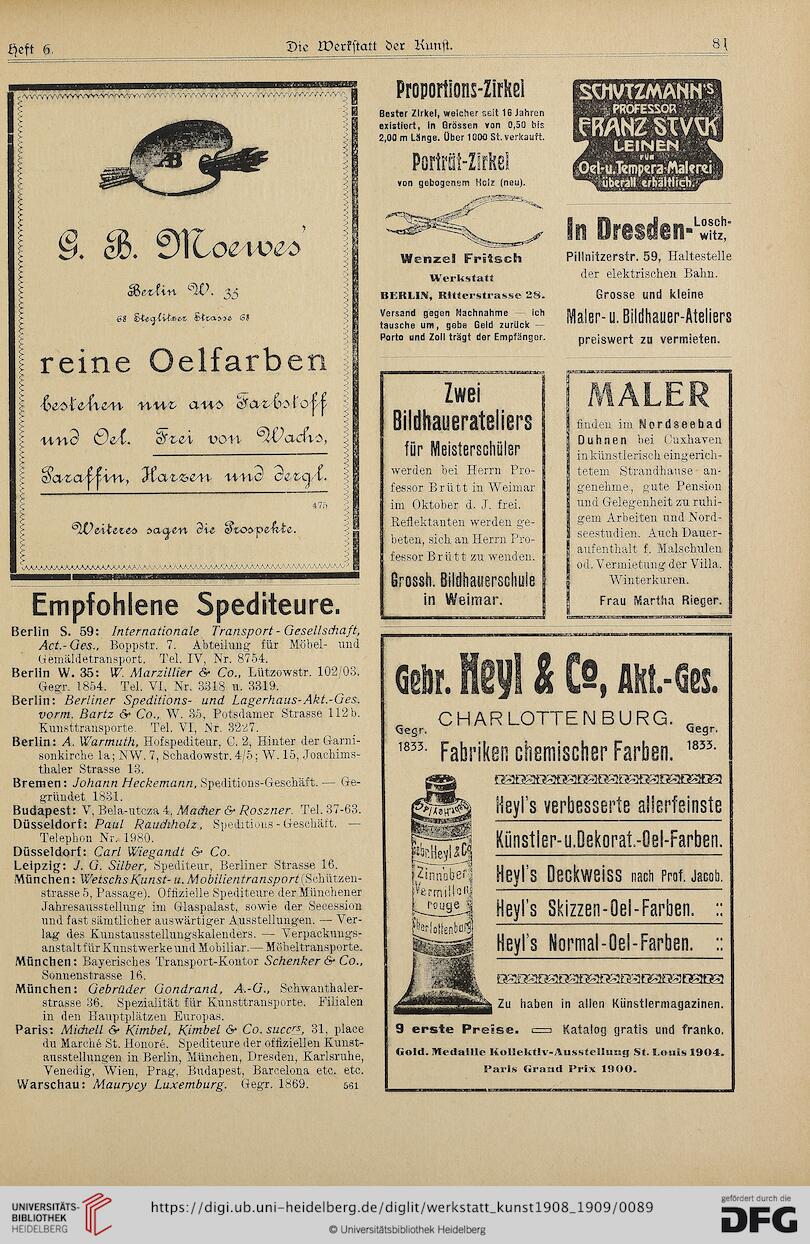 Heft 6.
Die Werkstatt der Kunst.
81
G. B. Moewes
Berlin W. 35
68 Steglitzer Strasse 68
reine Oelfarben
bestehen nur aus Farbstoff
und Oel. Frei von Wachs,
Paraffin, Harzen und dergl.
475
Weiteres sagen die Prospekte.
Empfohlene Spediteure.
Berlin S. 59: Internationale Transport-Gesellschaft,
Act.-Ges., Boppstr. 7. Abteilung für Möbel- und
Gemäldetransport. Tel. IV, Nr. 8754.
Berlin W. 35: W. Marzillier & Co., Lützowstr. 102/03.
Gegr. 1854. Tel. VI, Nr. 3318 u. 3319.
Berlin: Berliner Speditions- und Lagerhaus-Akt.-Ges.
vorm. Bartz & Co., W. 35, Potsdamer Strasse 112b.
Kunsttransporte. Tel. VI, Nr. 3227.
Berlin: A. Warmuth, Hofspediteur, C. 2, Hinter der Garni-
sonkirche 1a; NW. 7, Schadowstr. 4/5; W. 15, Joachims-
thaler Strasse 13.
Bremen: Johann Heckemann, Speditions-Geschäft. — Ge-
gründet 1831.
Budapest: V, Bela-utcza 4, Macher & Roszner. Tel. 37-63.
Düsseldorf: Paul Rauchholz, Speditions-Geschäft. —
Telephon Nr. 1980.
Düsseldorf: Carl Wiegandt & Co.
Leipzig: J. G. Silber, Spediteur, Berliner Strasse 16.
München: Wetschs Kunst- u. Mobilientransport (Schützen-
strasse 5, Passage). Offizielle Spediteure der Münchener
Jahresausstellung im Glaspalast, sowie der Secession
und fast sämtlicher auswärtiger Ausstellungen. — Ver-
lag des Kunstausstellungskalenders. — Verpackungs-
anstalt für Kunstwerke und Mobiliar. — Möbeltransporte.
München: Bayerisches Transport-Kontor Schenker & Co.,
Sonnenstrasse 16.
München: Gebrüder Gondrand, A.-G., Schwanthaler-
strasse 36. Spezialität für Kunsttransporte. Filialen
in den Hauptplätzen Europas.
Paris: Michell & Kimbel, Kimbel & Co. succrs, 31, place
du Marché St. Honoré. Spediteure der offiziellen Kunst-
ausstellungen in Berlin, München, Dresden, Karlsruhe,
Venedig, Wien, Prag, Budapest, Barcelona etc. etc.
Warschau: Maurycy Luxemburg. Gegr. 1869. 561
Proportions-Zirkel
Bester Zirkel, welcher seit 16 Jahren
existiert, in Grössen von 0,50 bis
2,00 m Länge. Über 1000 St. verkauft.
Porträt-Zirkel
von gebogenem Holz (neu).
Wenzel Fritsch
Werkstatt
BERLIN, Ritterstrasse 28.
Versand gegen Nachnahme — Ich
tausche um, gebe Geld zurück —
Porto und Zoll trägt der Empfänger.
SCHVTZMANN'S
PROFESSOR
FRANZ STVCK
LEINEN
FUR
Oel-u.Tempera-Malerei
überall erhältlich.
In Dresden-Losch-
witz,
Pillnitzerstr. 59, Haltestelle
der elektrischen Bahn.
Grosse und kleine
Maler- u. Bildhauer-Ateliers
preiswert zu vermieten.
Zwei
Bildhauerateliers
für Meisterschüler
werden bei Herrn Pro-
fessor Brütt in Weimar
im Oktober d. J. frei.
Reflektanten werden ge-
beten, sich an Herrn Pro-
fessor Brütt zu wenden.
Grossh. Bildhauerschule
in Weimar.
MALER
finden im Nordseebad
Duhnen bei Cuxhaven
in künstlerisch eingerich-
tetem Strandhause an-
genehme, gute Pension
und Gelegenheit zu ruhi-
gem Arbeiten und Nord-
seestudien. Auch Dauer-
aufenthalt f. Malschulen
od. Vermietung der Villa.
Winterkuren.
Frau Martha Rieger.
Gebr. Heyl & Co, Akt.-Ges.
CHARLOTTENBURG.
Gegr.
1833.
Fabriken chemischer Farben.
Gegr.
1833.
Gebr.Heyl&Co
Zinnober
Vermillon
rouge
Charlottenburg
Heyl's verbesserte allerfeinste
Künstler-u.Dekorat.-Oel-Farben.
Heyl's Deckweiss nach Prof. Jacob.
Heyl's Skizzen-Oel-Farben. ::
Heyl's Normal-Oel-Farben. ::
Zu haben in allen Künstlermagazinen.
9 erste Preise. Katalog gratis und franko.
Gold. Medaille Kollektiv-Ausstellung St. Louis 1904.
Paris Grand Prix 1900.
UNIVERSITÄTS-
BIBLIOTHEK
HEIDELBERG
https://digi.ub.uni-heidelberg.de/diglit/werkstatt_kunst1908_1909/0089
© Universitätsbibliothek Heidelberg
gefördert durch die
DFG